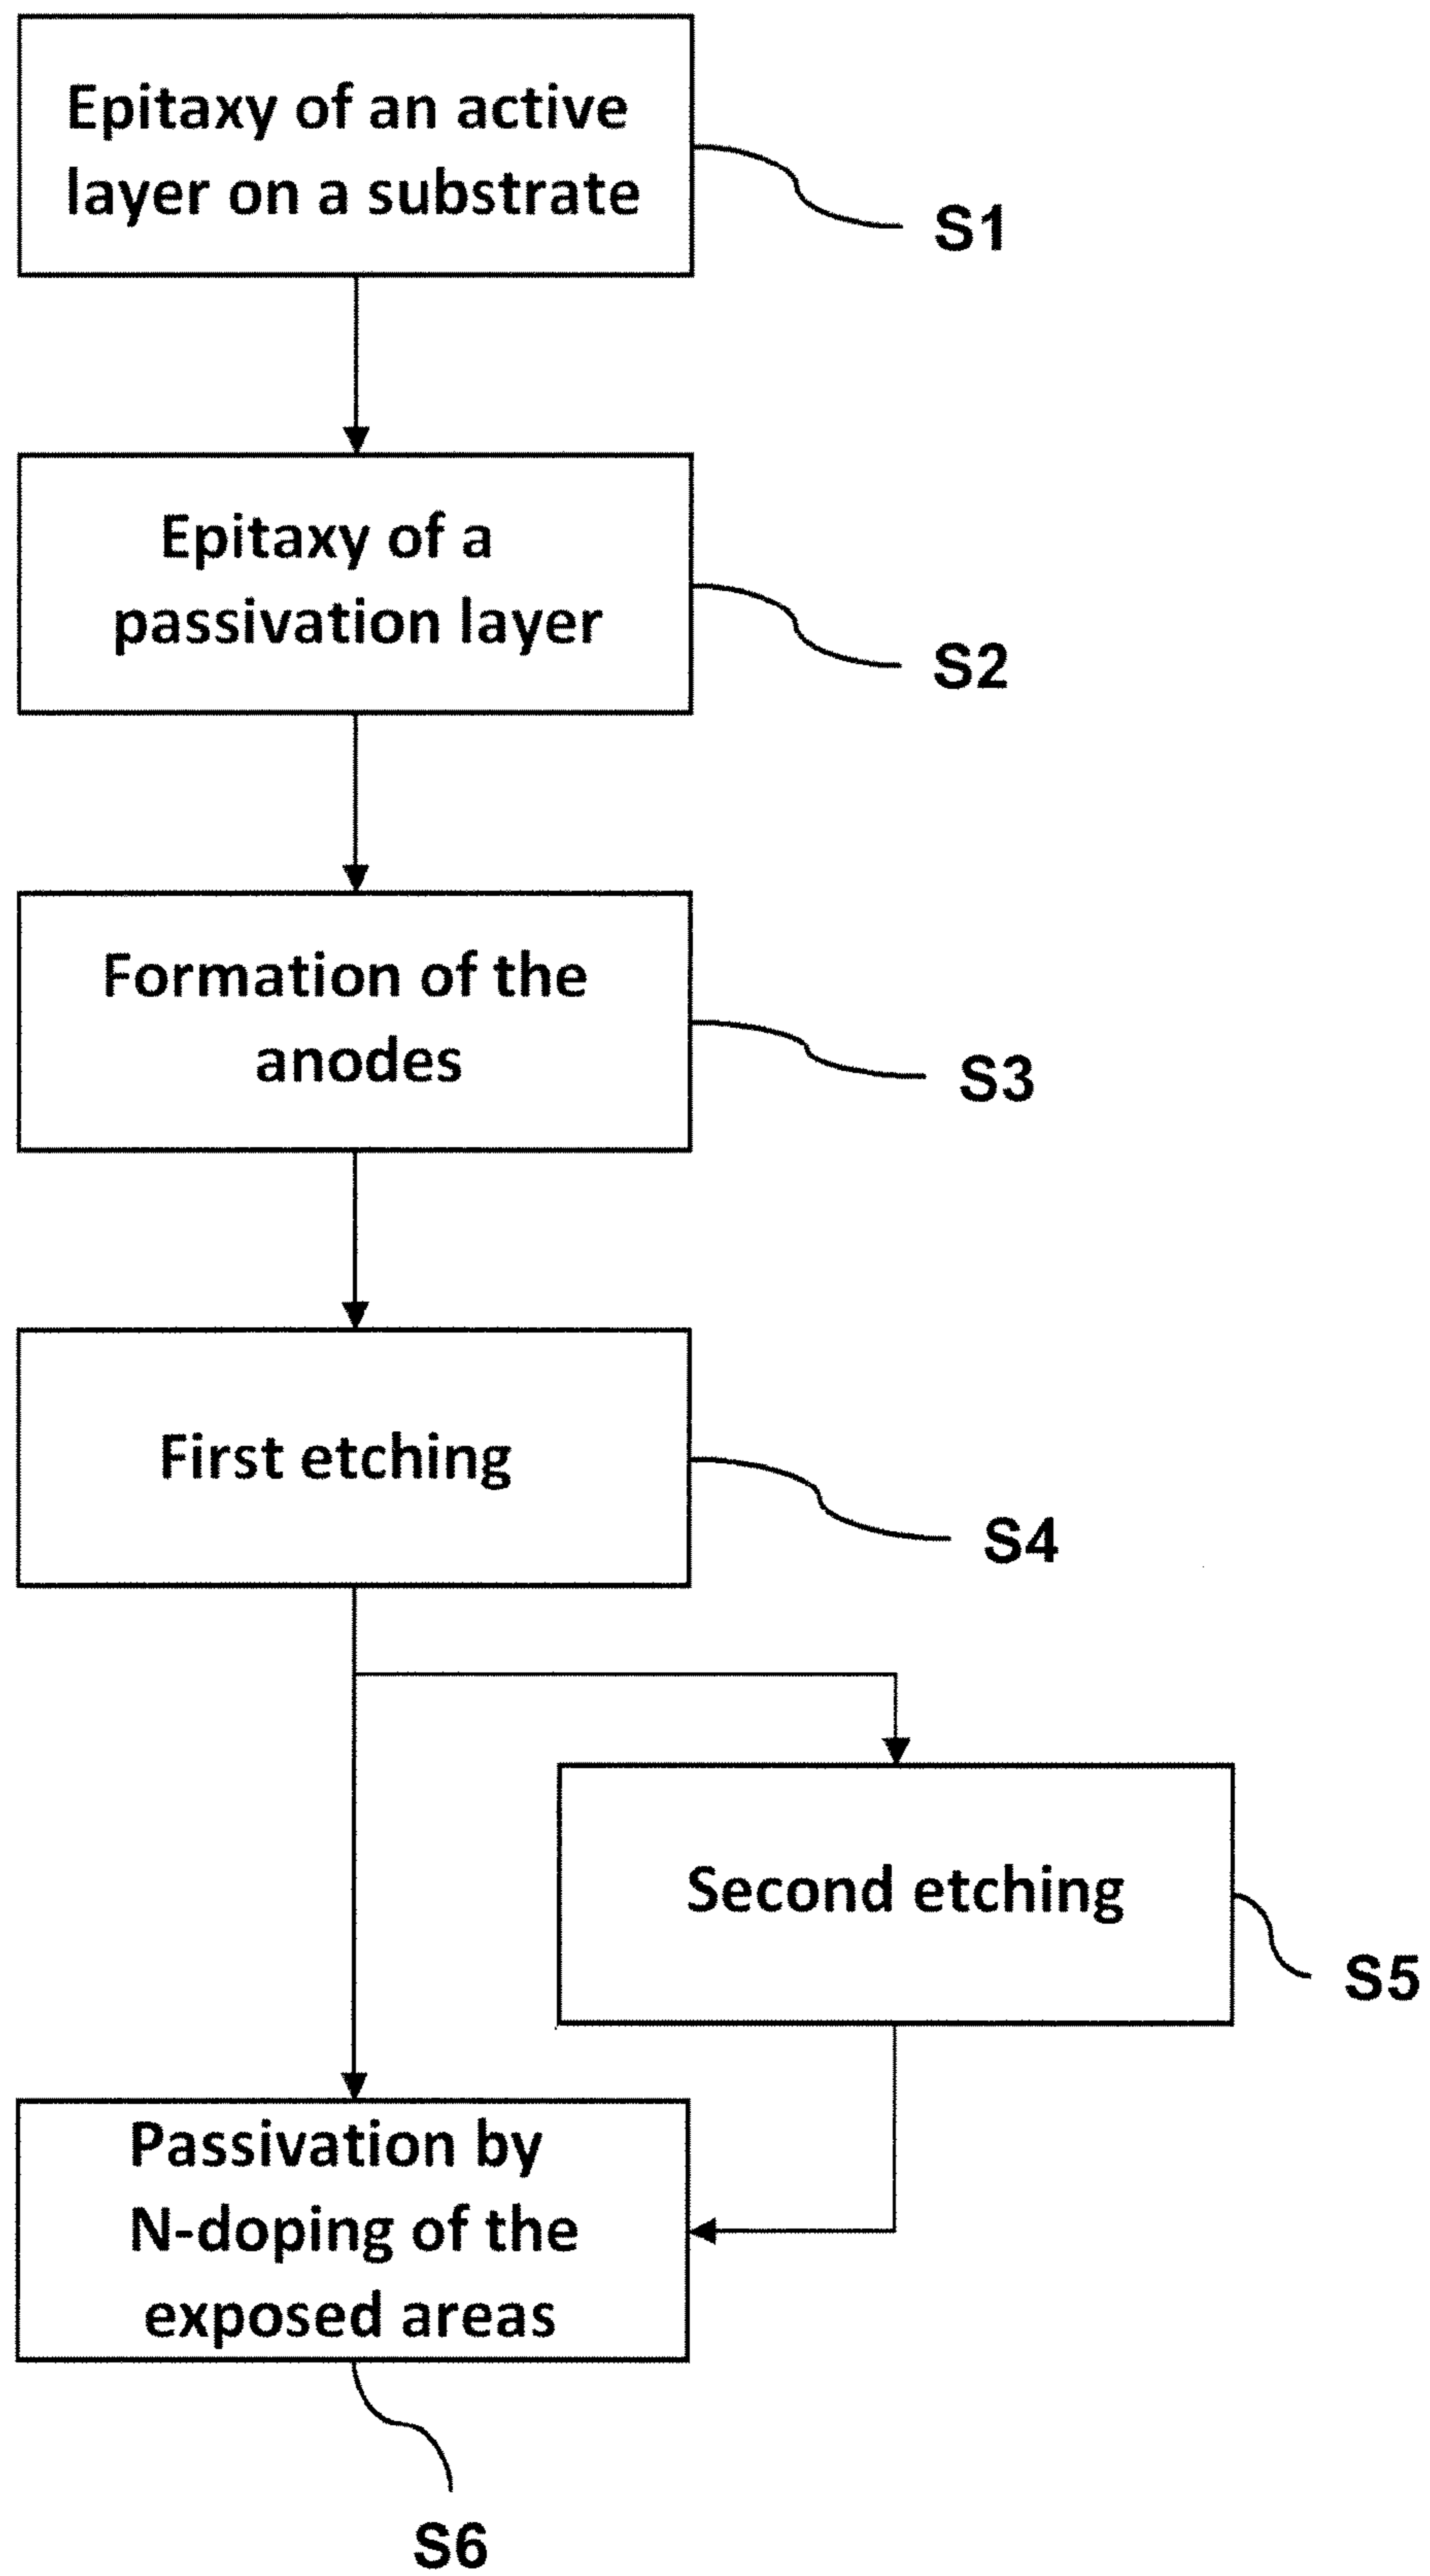 Epitaxy of an active
layer on a substrate
S1
Epitaxy of a
passivation layer
S2
Formation of the
anodes
S3
First etching
S4
Second etching
S5
Passivation by
N-doping of the
exposed areas
S6